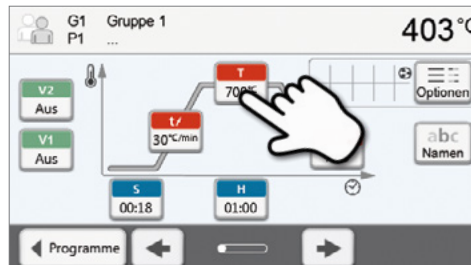 G1 Gruppe 1
P1 ...
403°C
T
700°C
V2
Aus
t/
30°C/min
V1
Aus
S
00:18
H
01:00
Optionen
abc
Namen
Programme